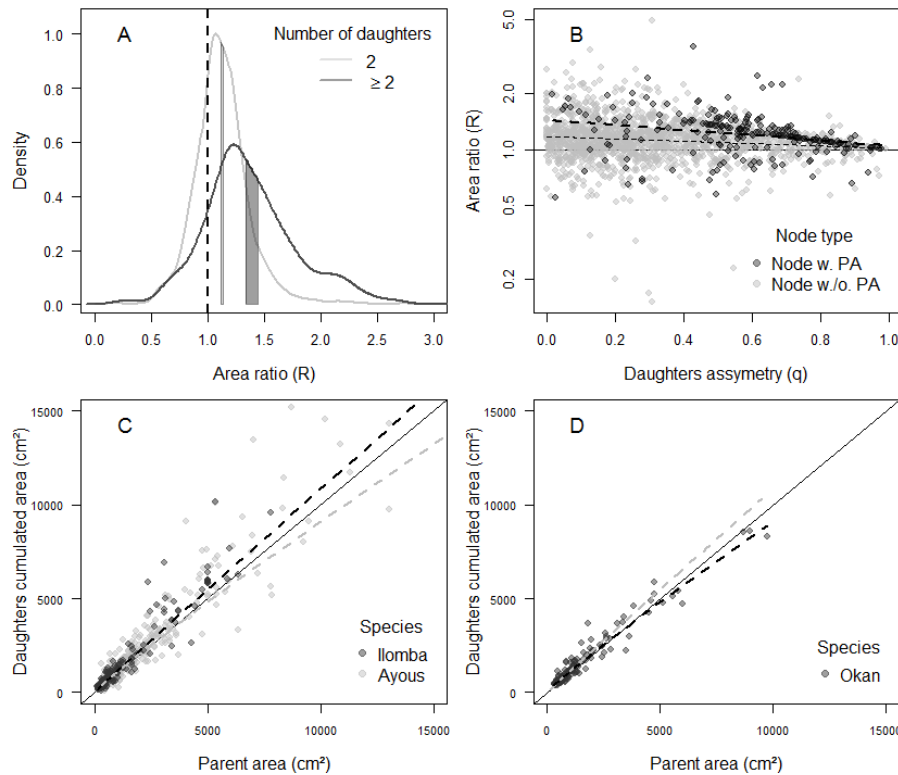 A
Number of daughters
2
≥ 2
Density
0.0
0.2
0.4
0.6
0.8
1.0
0.0 0.5 1.0 1.5 2.0 2.5 3.0
Area ratio (R)
B
Area ratio (R)
0.2
0.5
1.0
2.0
5.0
Node type
Node w. PA
Node w./o. PA
0.0 0.2 0.4 0.6 0.8 1.0
Daughters assymetry (q)
C
Daughters cumulated area (cm²)
0
5000
10000
15000
Species
Ilomba
Ayous
0 5000 10000 15000
Parent area (cm²)
D
Daughters cumulated area (cm²)
0
5000
10000
15000
Species
Okan
0 5000 10000 15000
Parent area (cm²)